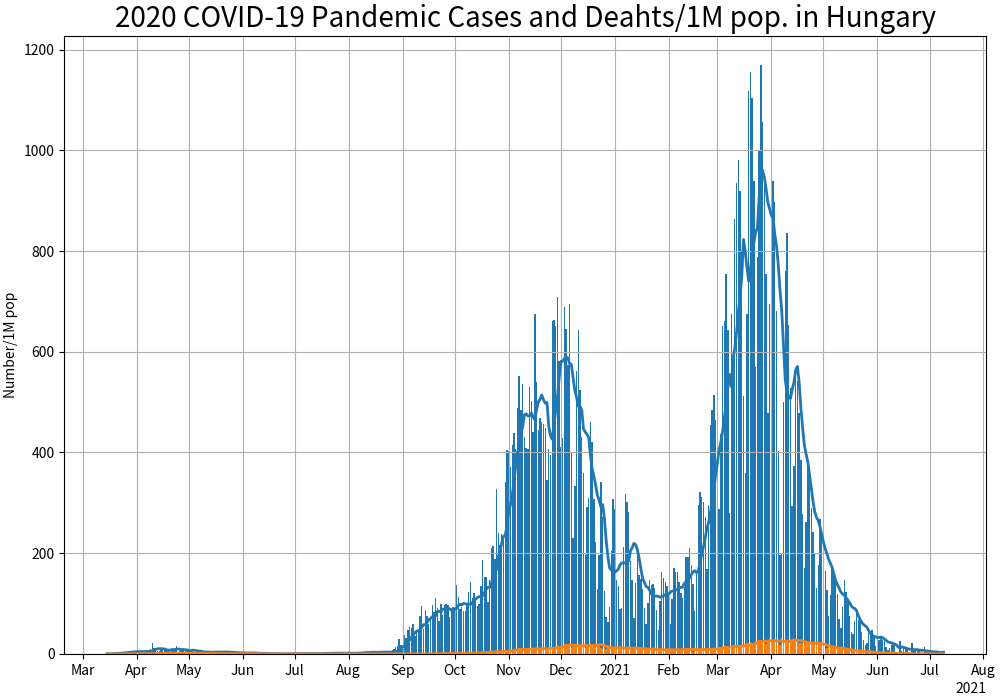 2020 COVID-19 Pandemic Cases and Deahts/1M pop. in Hungary
Number/1M pop
1200
1000
800
600
400
200
0
Mar Apr May Jun Jul Aug Sep Oct Nov Dec 2021 Feb Mar Apr May Jun Jul Aug
2021